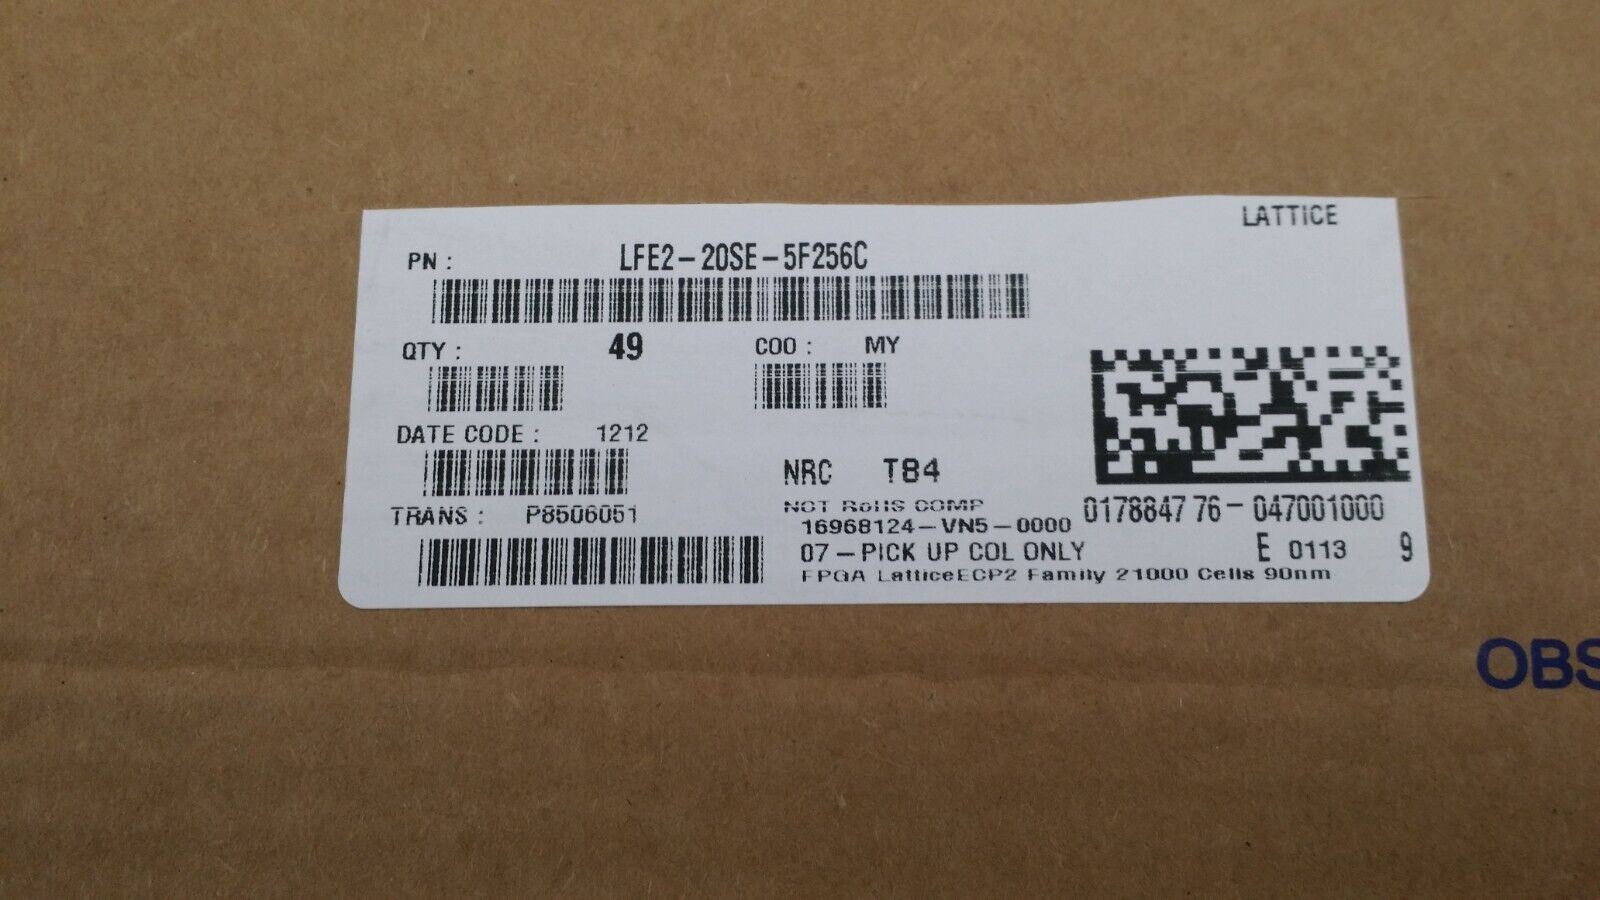 LATTICE
PN : LFE2-20SE-5F256C
QTY : 49 COO : MY
DATE CODE : 1212
NRC T84
TRANS : P8506051 NOT RoHS COMP
16968124-VN5-0000 017884776-047001000
07-PICK UP COL ONLY E 0113 9
FPGA LatticeECP2 Family 21000 Cells 90nm
OBS